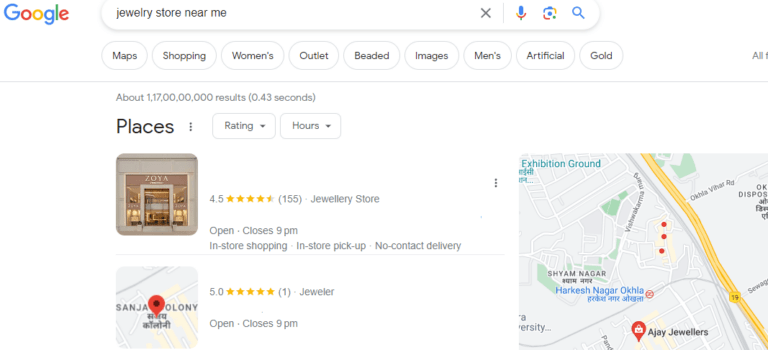 Google
jewelry store near me
Maps
Shopping
Women's
Outlet
Beaded
Images
Men's
Artificial
Gold
All f
About 1,17,00,00,000 results (0.43 seconds)
Places
Rating
Hours
ZOYA
4.5 (155) · Jewellery Store
Open · Closes 9 pm
In-store shopping · In-store pick-up · No-contact delivery
SANJA OLONY
संजय
कॉलोनी
5.0 (1) · Jeweler
Open · Closes 9 pm
Exhibition Ground
Vishwakarma
Okhla Vihar Rd
OK
DISPO
SHYAM NAGAR
श्याम नगर
Harkesh Nagar Okhla
हरकेश नगर ओखला
19
Sewag
ra
versity...
Ajay Jewellers